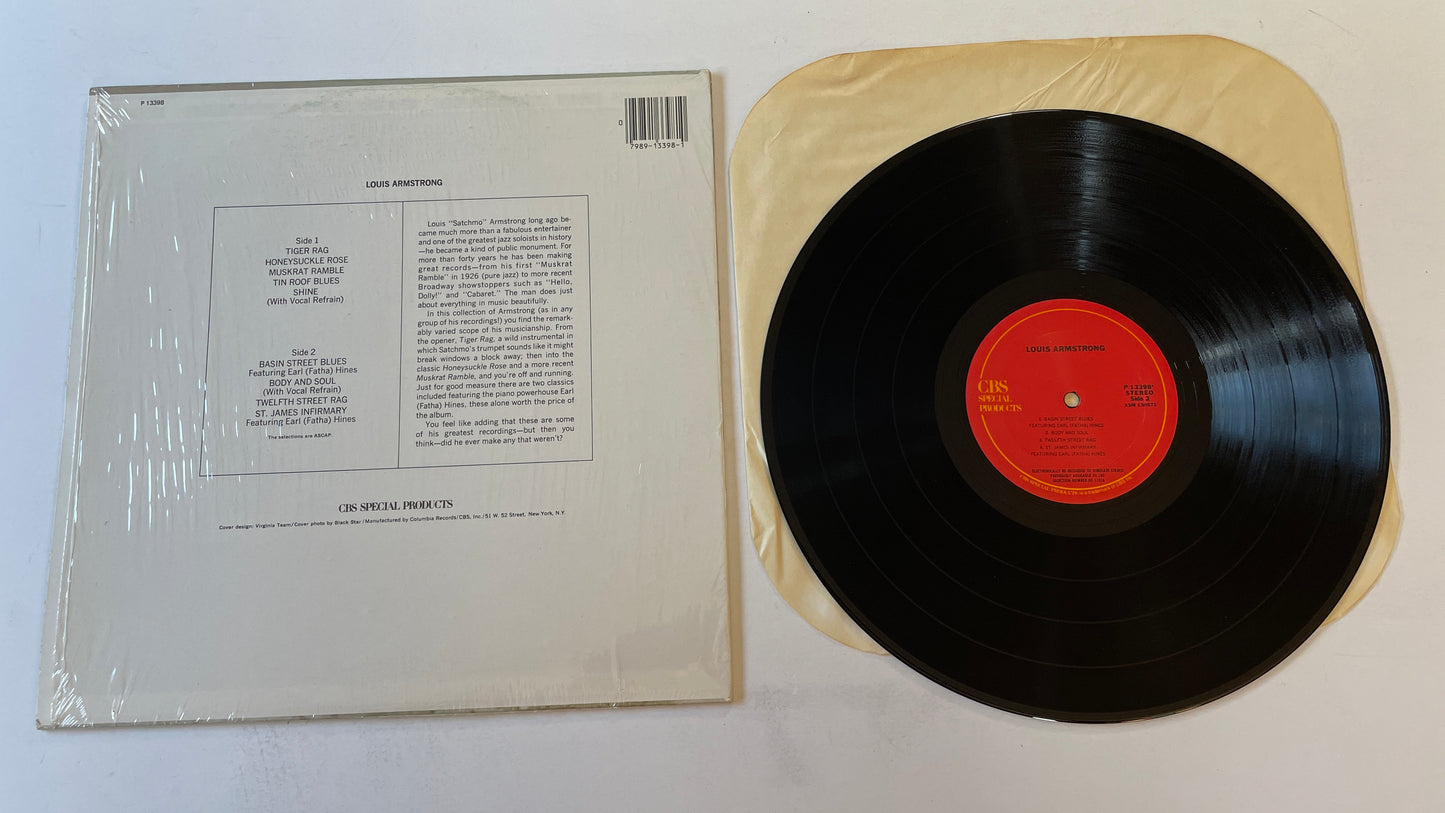 P 13398
0
7989-13398-1
LOUIS ARMSTRONG
Side 1
TIGER RAG
HONEYSUCKLE ROSE
MUSKRAT RAMBLE
TIN ROOF BLUES
SHINE
(With Vocal Refrain)
Side 2
BASIN STREET BLUES
Featuring Earl (Fatha) Hines
BODY AND SOUL
(With Vocal Refrain)
TWELFTH STREET RAG
ST. JAMES INFIRMARY
Featuring Earl (Fatha) Hines
The selections are ASCAP.
Louis "Satchmo" Armstrong long ago be-
came much more than a fabulous entertainer
and one of the greatest jazz soloists in history
—he became a kind of public monument. For
more than forty years he has been making
great records—from his first "Muskrat
Ramble" in 1926 (pure jazz) to more recent
Broadway showstoppers such as "Hello,
Dolly!" and "Cabaret." The man does just
about everything in music beautifully.
In this collection of Armstrong (as in any
group of his recordings!) you find the remark-
ably varied scope of his musicianship. From
the opener, Tiger Rag, a wild instrumental in
which Satchmo's trumpet sounds like it might
break windows a block away; then into the
classic Honeysuckle Rose and a more recent
Muskrat Ramble, and you're off and running.
Just for good measure there are two classics
included featuring the piano powerhouse Earl
(Fatha) Hines, these alone worth the price of
the album.
You feel like adding that these are some
of his greatest recordings—but then you
think—did he ever make any that weren't?
CBS SPECIAL PRODUCTS
Cover design: Virginia Team/Cover photo by Black Star/Manufactured by Columbia Records/CBS, Inc./51 W. 52 Street, New York, N.Y.
LOUIS ARMSTRONG
CBS
SPECIAL
PRODUCTS
P 13398
STEREO
Side 2
1. BASIN STREET BLUES
FEATURING EARL (FATHA) HINES
2. BODY AND SOUL
3. TWELFTH STREET RAG
4. ST. JAMES INFIRMARY
FEATURING EARL (FATHA) HINES
ELECTRONICALLY RE-RECORDED TO SIMULATE STEREO
PREVIOUSLY RELEASED
SELECTION NUMBER